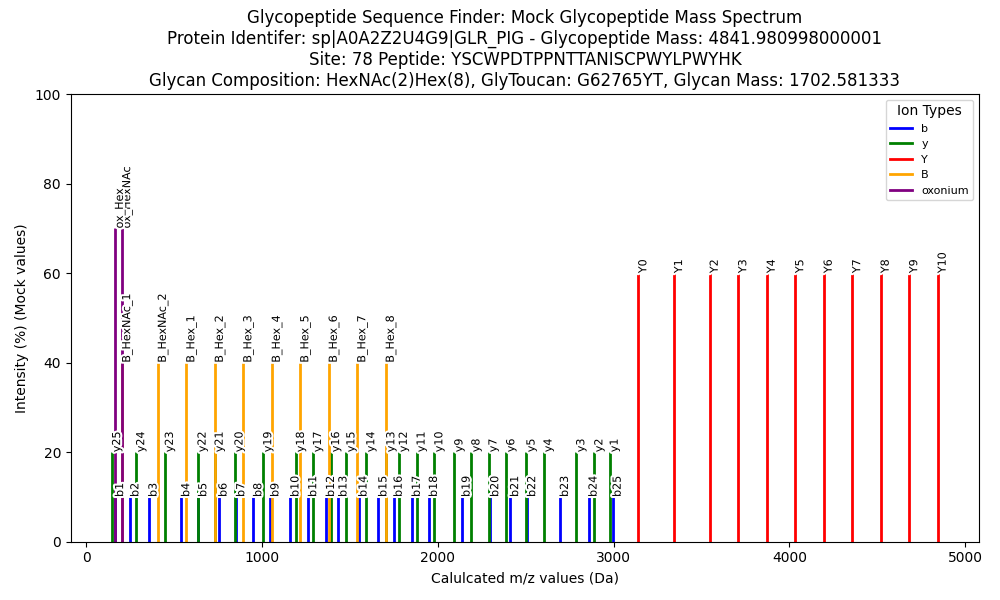 Glycopeptide Sequence Finder: Mock Glycopeptide Mass Spectrum
Protein Identifer: sp|A0A2Z2U4G9|GLR_PIG - Glycopeptide Mass: 4841.980998000001
Site: 78 Peptide: YSCWPDTPPNTTANISCPWYLPWYHK
Glycan Composition: HexNAc(2)Hex(8), GlyToucan: G62765YT, Glycan Mass: 1702.581333
100
80
60
40
20
0
Intensity (%) (Mock values)
Ion Types
b
y
Y
B
oxonium
ox_Hex
ox_HexNAc
Y0
Y1
Y2
Y3
Y4
Y5
Y6
Y7
Y8
Y9
Y10
B_HexNAc_1
B_HexNAc_2
B_Hex_1
B_Hex_2
B_Hex_3
B_Hex_4
B_Hex_5
B_Hex_6
B_Hex_7
B_Hex_8
y25
y24
y23
y22
y21
y20
y19
y18
y17
y16
y15
y14
y13
y12
y11
y10
y9
y8
y7
y6
y5
y4
y3
y2
y1
b1
b2
b3
b4
b5
b6
b7
b8
b9
b10
b11
b12
b13
b14
b15
b16
b17
b18
b19
b20
b21
b22
b23
b24
b25
0
1000
2000
3000
4000
5000
Calulcated m/z values (Da)